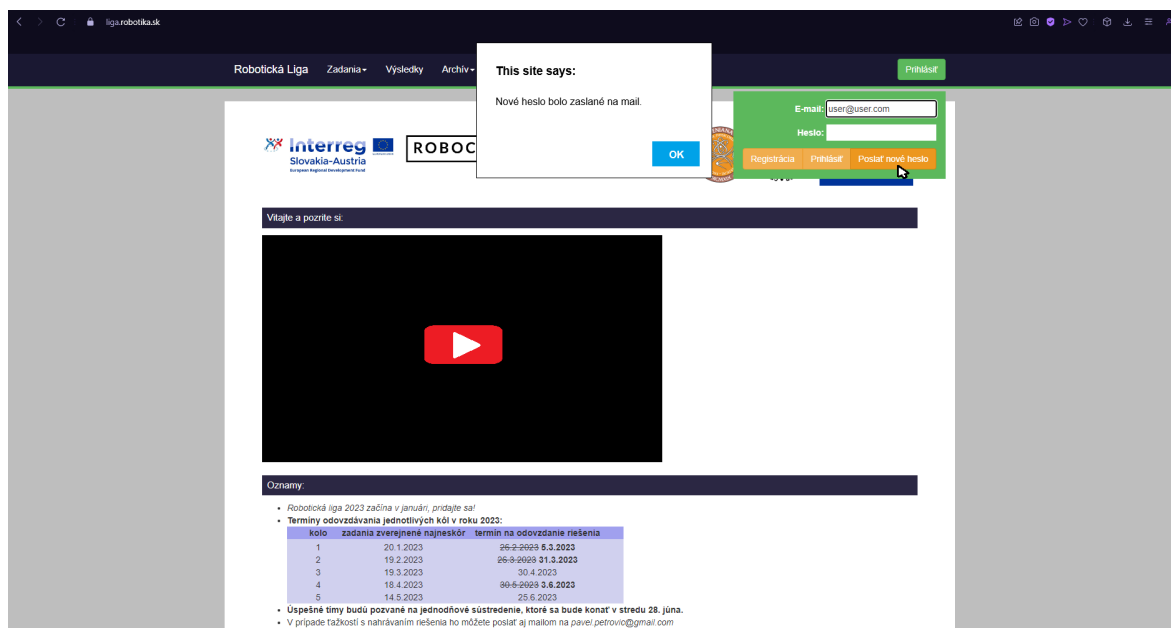 liga.robotika.sk
Robotická Liga Zadania Výsledky Archív Prihlásiť
This site says:
Nové heslo bolo zaslané na mail.
OK
E-mail: user@user.com
Heslo:
Registrácia Prihlásiť Poslať nové heslo
Interreg
Slovakia-Austria
European Regional Development Fund
ROBOC
Vitajte a pozrite si:
Oznamy:
Robotická liga 2023 začína v januári, pridajte sa!
Termíny odovzdávania jednotlivých kôl v roku 2023:
kolo zadania zverejnené najneskôr termín na odovzdanie riešenia
1 20.1.2023 26.2.2023 5.3.2023
2 19.2.2023 26.3.2023 31.3.2023
3 19.3.2023 30.4.2023
4 18.4.2023 30.5.2023 3.6.2023
5 14.5.2023 25.6.2023
Úspešné tímy budú pozvané na jednodňové sústredenie, ktoré sa bude konať v stredu 28. júna.
V prípade ťažkostí s nahrávaním riešenia ho môžete poslať aj mailom na pavel.petrovic@gmail.com